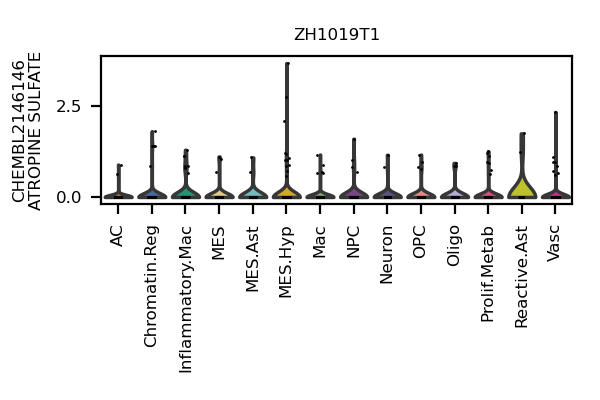 ZH1019T1
CHEMBL2146146
ATROPINE SULFATE
2.5
0.0
AC
Chromatin.Reg
Inflammatory.Mac
MES
MES.Ast
MES.Hyp
Mac
NPC
Neuron
OPC
Oligo
Prolif.Metab
Reactive.Ast
Vasc